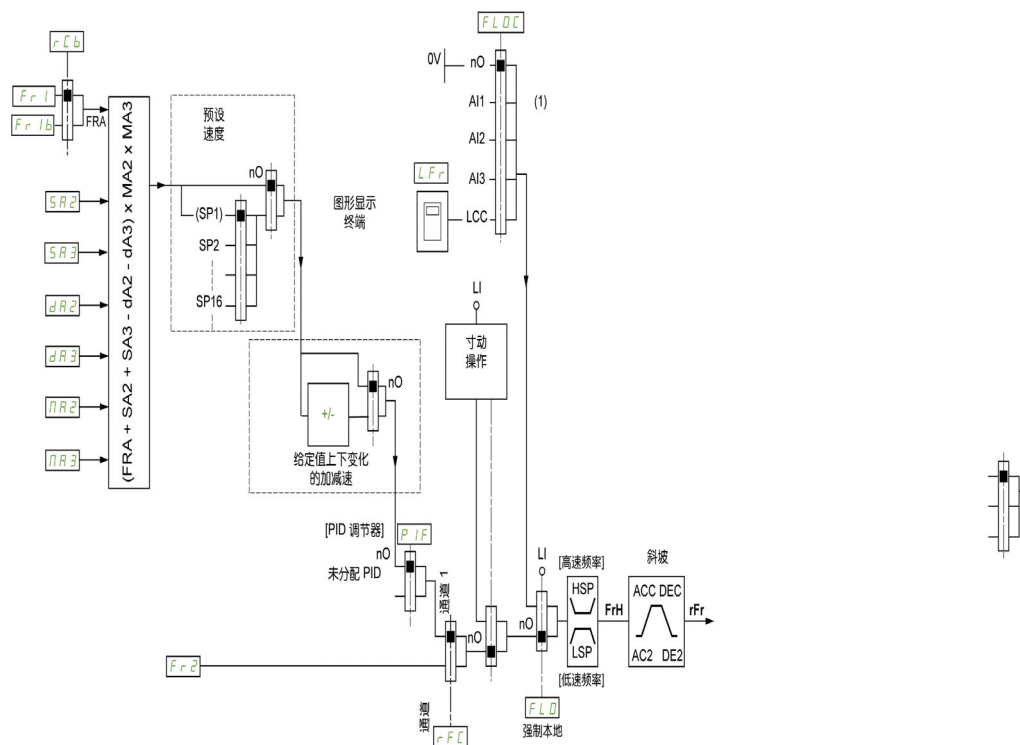 rCb
Fr1
Fr1b
FRA
SA2
SA3
dA2
dA3
MA2
MA3
(FRA + SA2 + SA3 - dA2 - dA3) x MA2 x MA3
预设
速度
nO
(SP1)
SP2
SP16
图形显示
终端
FLOC
0V
nO
AI1
(1)
AI2
AI3
LFr
LCC
LI
寸动
操作
nO
+/-
给定值上下变化
的加减速
[PID 调节器]
PIF
nO
未分配 PID
通道 1
nO
Fr2
通道
rFC
LI
nO
FLO
强制本地
[高速频率]
HSP
LSP
[低速频率]
FrH
斜坡
ACC DEC
AC2 DE2
rFr